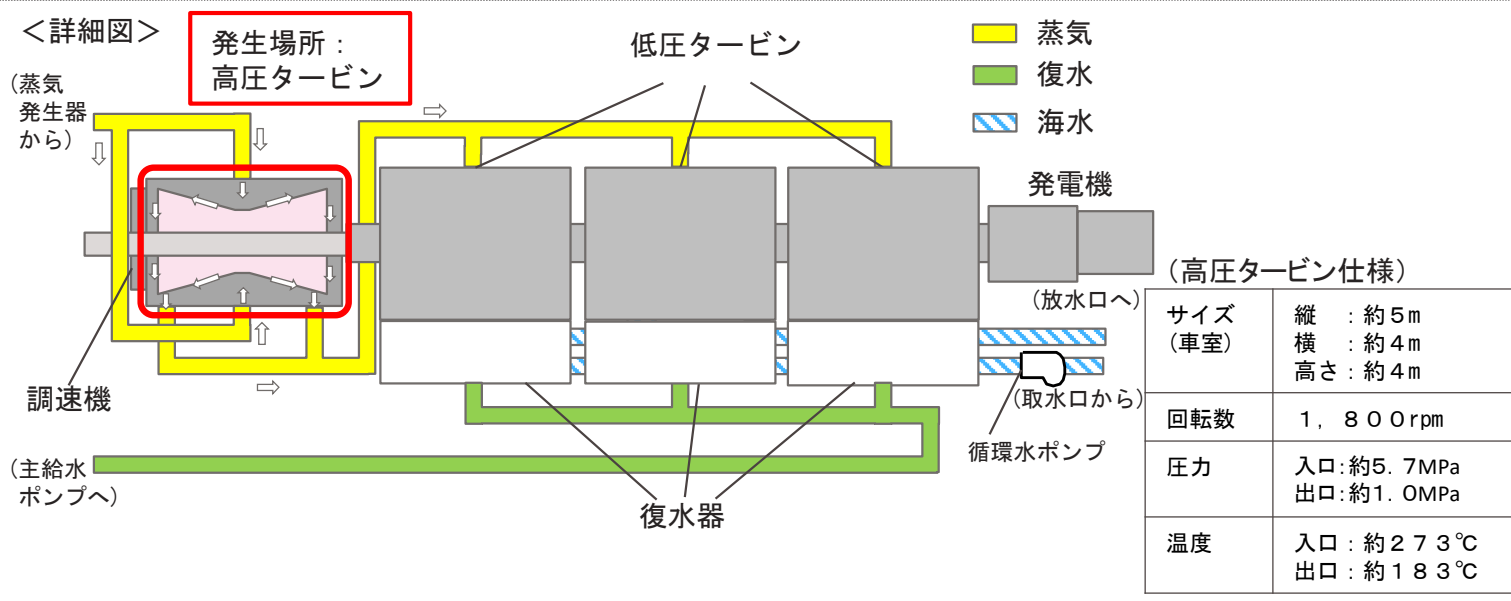 ＜詳細図＞
発生場所：
高圧タービン
低圧タービン
蒸気
復水
海水
(蒸気
発生器
から)
発電機
調速機
(放水口へ)
(取水口から)
循環水ポンプ
(主給水
ポンプへ)
復水器
(高圧タービン仕様)
サイズ
(車室)
縦　：約５ｍ
横　：約４ｍ
高さ：約４ｍ
回転数
１，８００rpm
圧力
入口:約5．7MPa
出口:約1．0MPa
温度
入口：約２７３℃
出口：約１８３℃